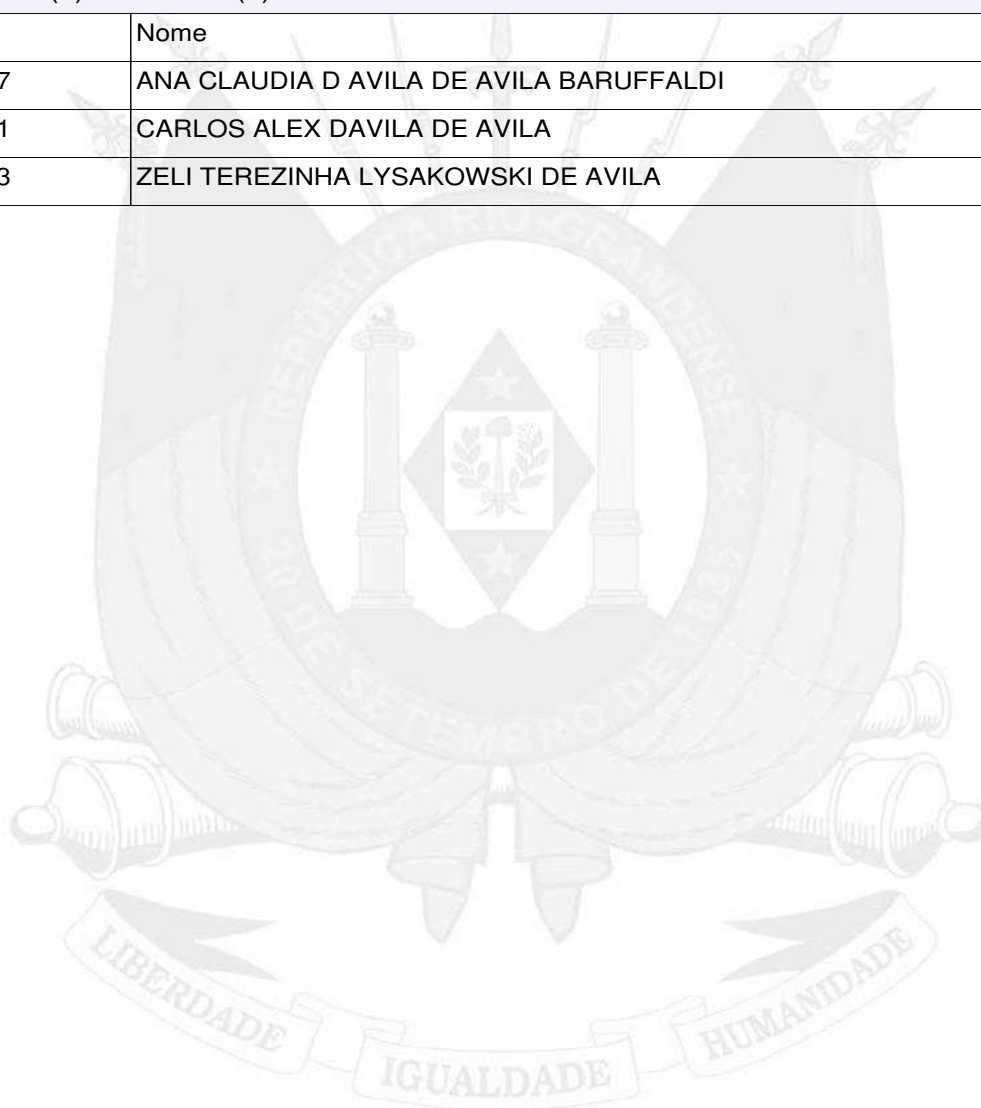 Nome
7 ANA CLAUDIA D AVILA DE AVILA BARUFFALDI
1 CARLOS ALEX DAVILA DE AVILA
3 ZELI TEREZINHA LYSAKOWSKI DE AVILA
REPÚBLICA RIO-GRANDENSE
20 DE SETEMBRO DE 1835
LIBERDADE IGUALDADE HUMANIDADE